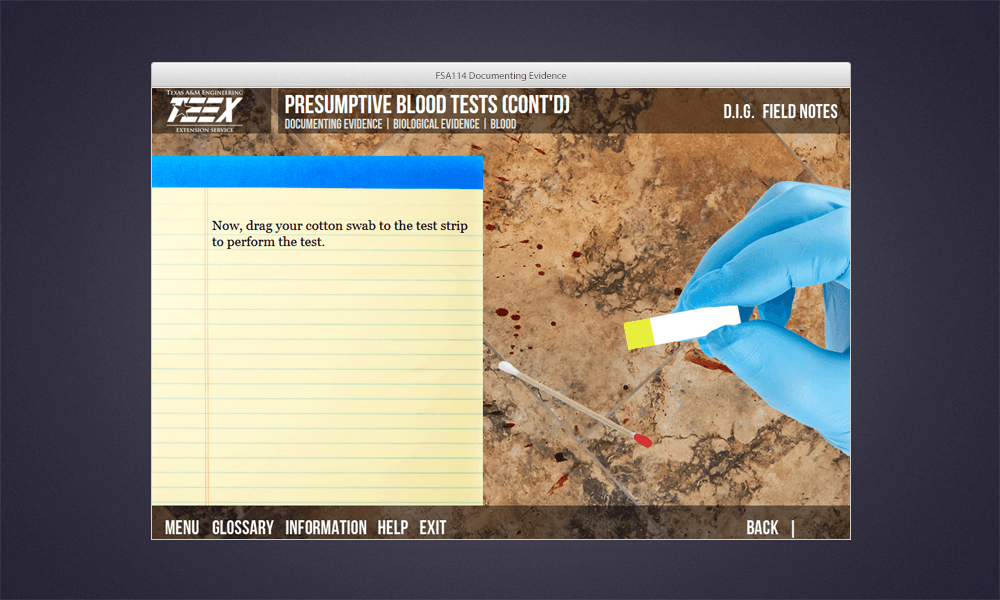 FSA114 Documenting Evidence
TEXAS A&M ENGINEERING
TEEX
EXTENSION SERVICE
PRESUMPTIVE BLOOD TESTS (CONT'D)
DOCUMENTING EVIDENCE | BIOLOGICAL EVIDENCE | BLOOD
D.I.G. FIELD NOTES
Now, drag your cotton swab to the test strip
to perform the test.
MENU GLOSSARY INFORMATION HELP EXIT
BACK |